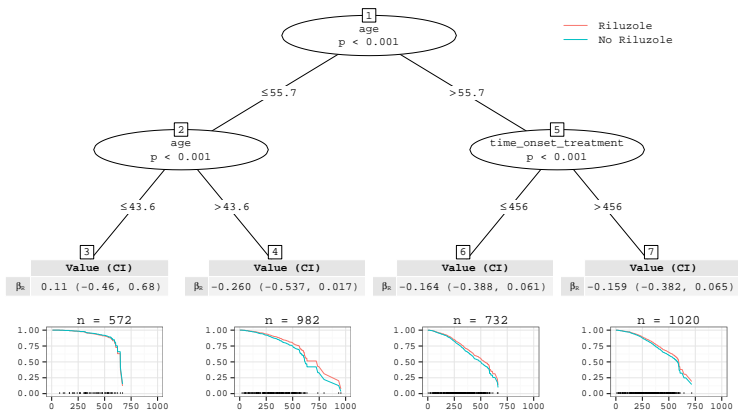 1
age
p < 0.001
Riluzole
No Riluzole
≤55.7
>55.7
2
age
p < 0.001
5
time_onset_treatment
p < 0.001
≤43.6
>43.6
≤456
>456
3
Value (CI)
βR 0.11 (−0.46, 0.68)
4
Value (CI)
βR −0.260 (−0.537, 0.017)
6
Value (CI)
βR −0.164 (−0.388, 0.061)
7
Value (CI)
βR −0.159 (−0.382, 0.065)
n = 572
1.00
0.75
0.50
0.25
0.00
0 250 500 750 1000
n = 982
1.00
0.75
0.50
0.25
0.00
0 250 500 750 1000
n = 732
1.00
0.75
0.50
0.25
0.00
0 250 500 750 1000
n = 1020
1.00
0.75
0.50
0.25
0.00
0 250 500 750 1000